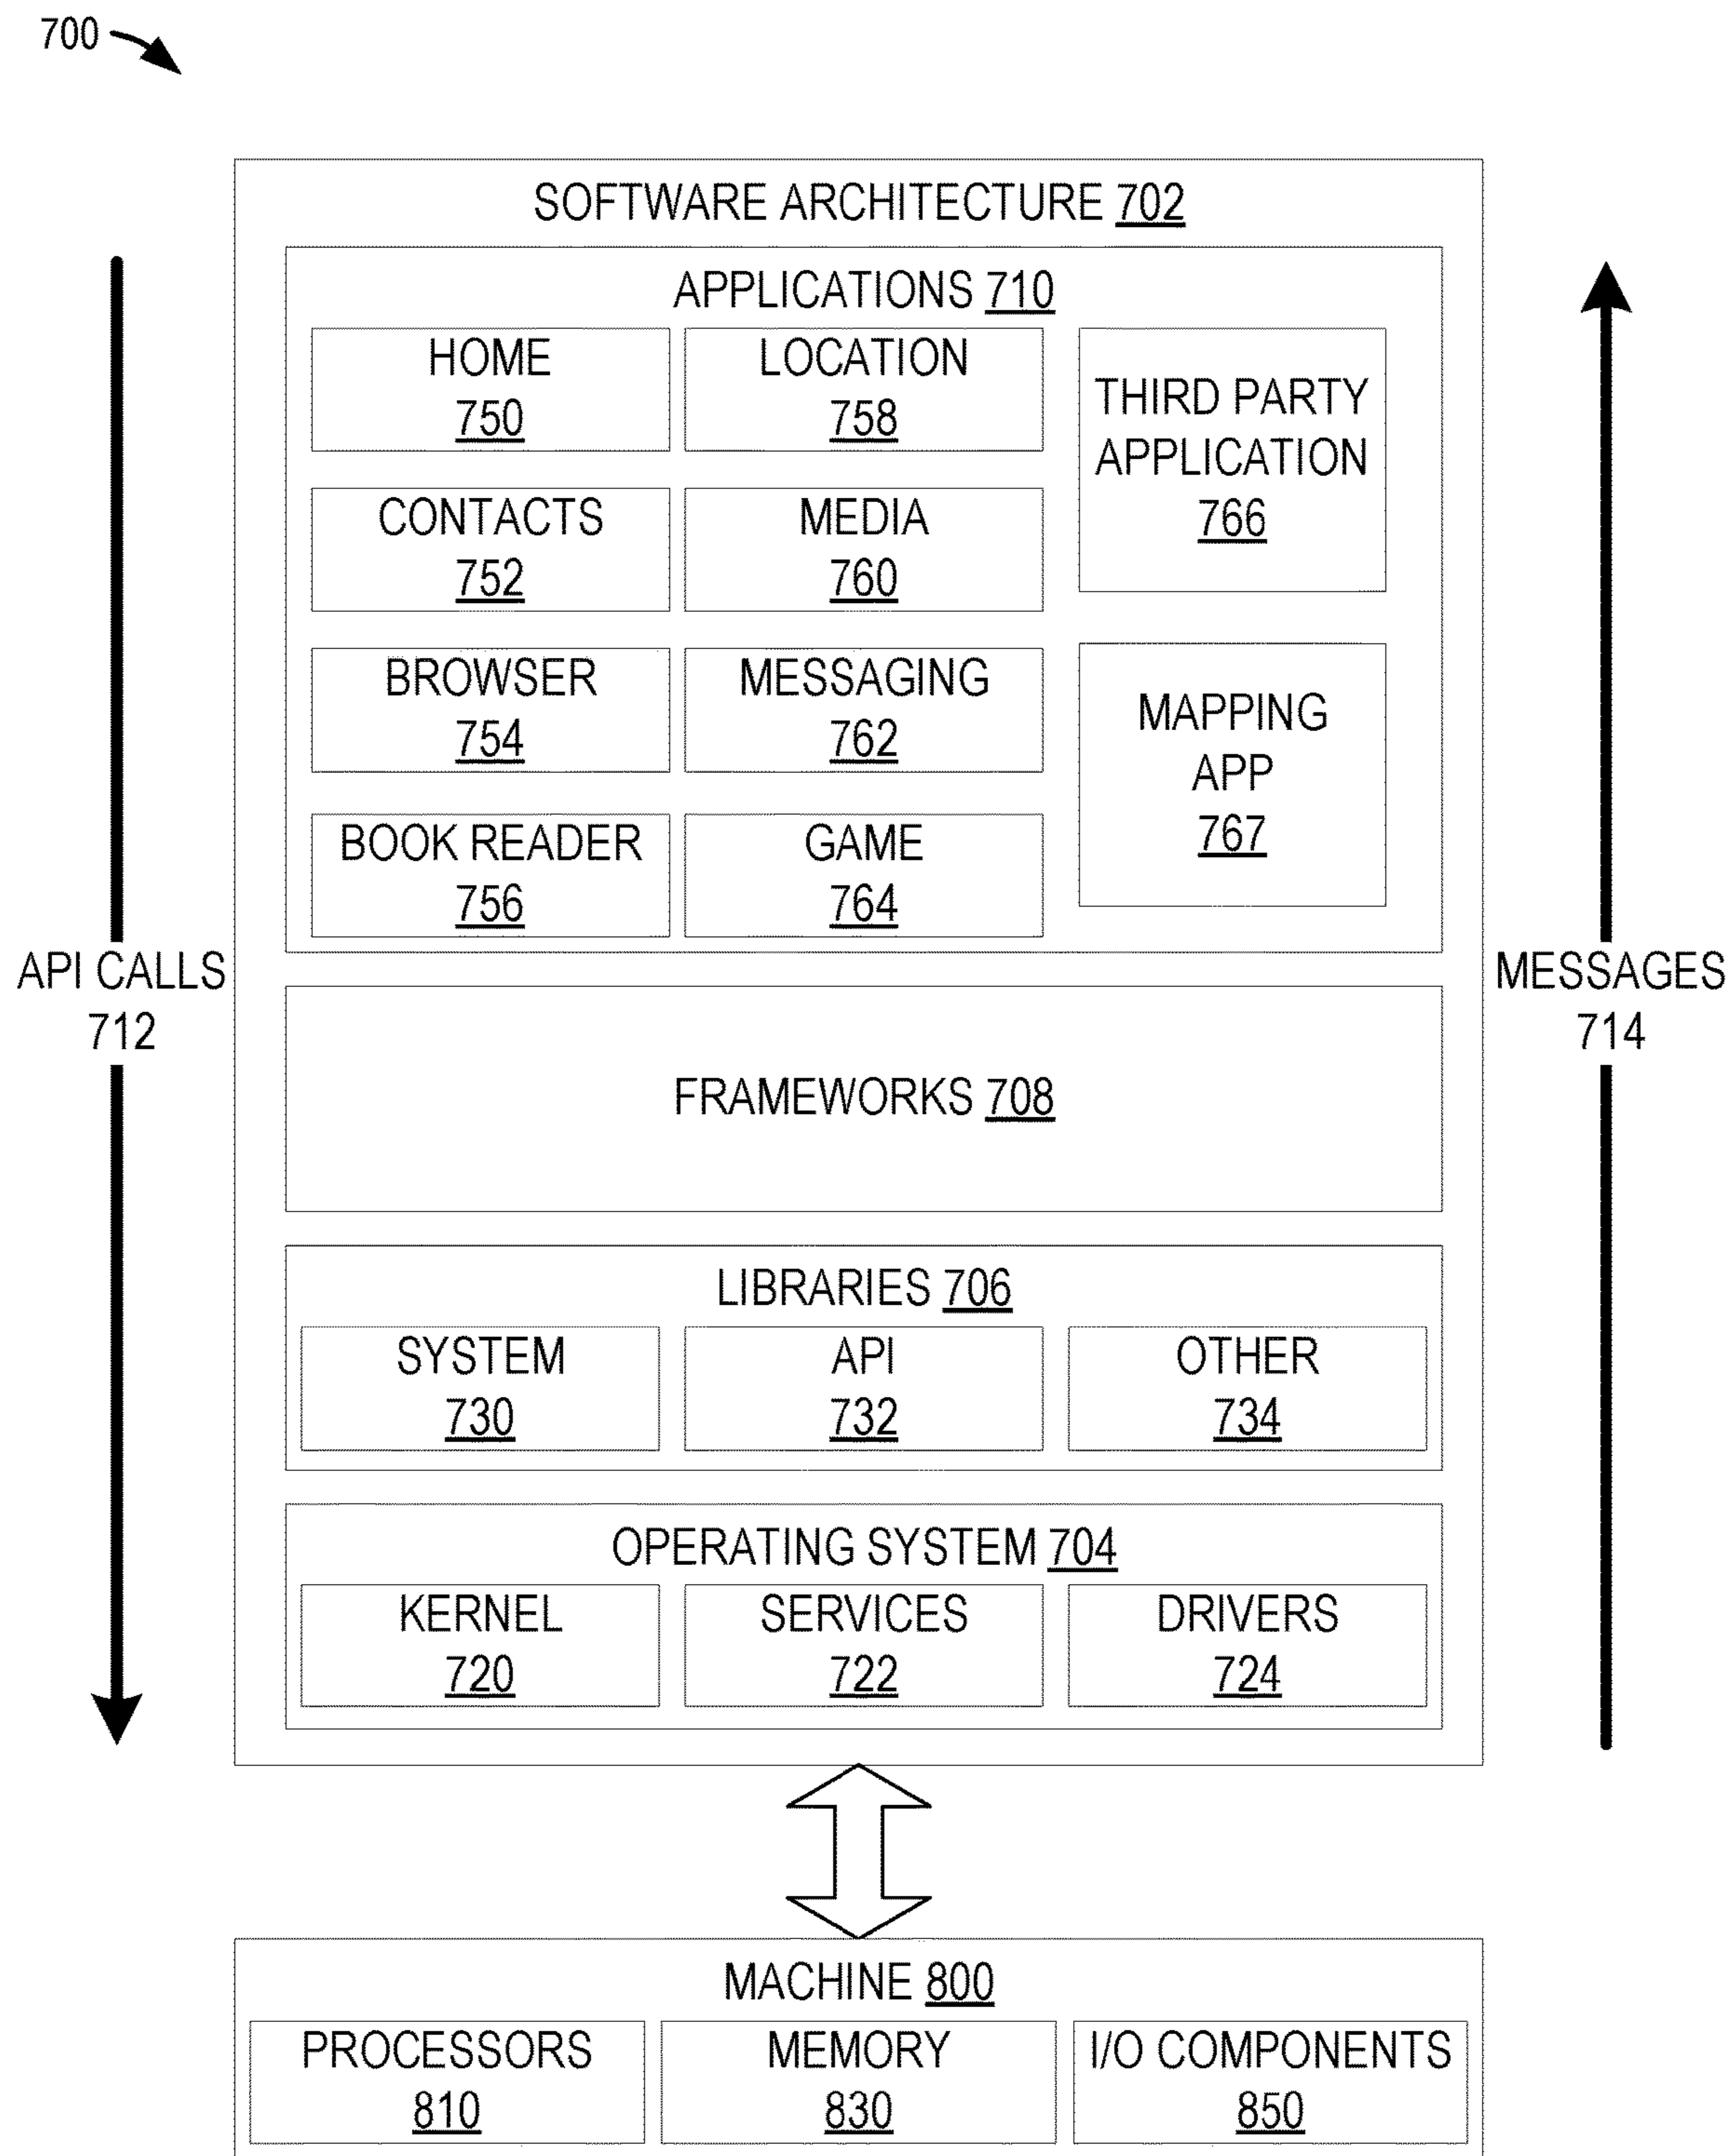 700
SOFTWARE ARCHITECTURE 702
APPLICATIONS 710
HOME
750
LOCATION
758
THIRD PARTY
APPLICATION
766
CONTACTS
752
MEDIA
760
BROWSER
754
MESSAGING
762
MAPPING
APP
767
BOOK READER
756
GAME
764
API CALLS
712
MESSAGES
714
FRAMEWORKS 708
LIBRARIES 706
SYSTEM
730
API
732
OTHER
734
OPERATING SYSTEM 704
KERNEL
720
SERVICES
722
DRIVERS
724
MACHINE 800
PROCESSORS
810
MEMORY
830
I/O COMPONENTS
850